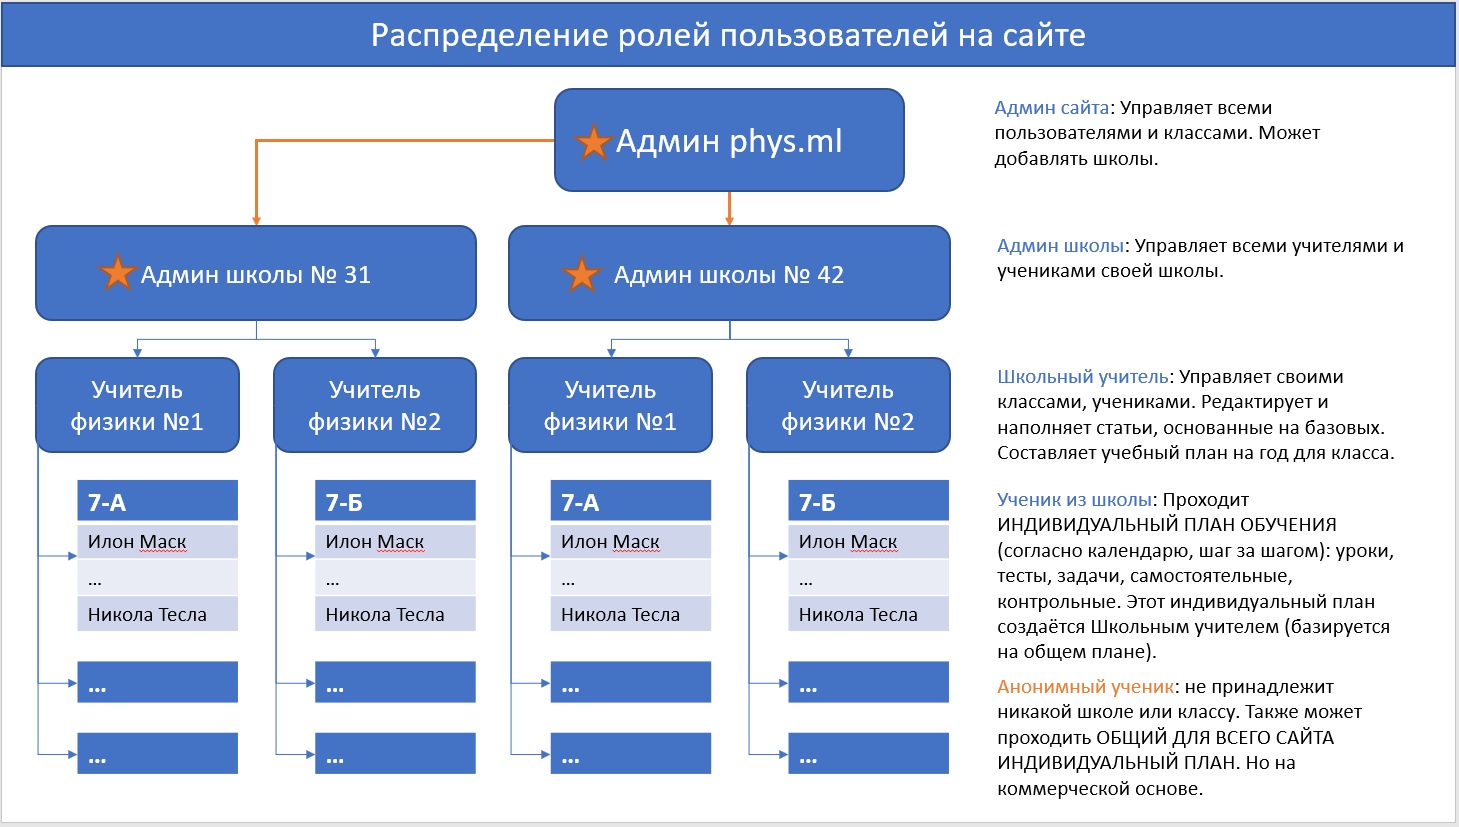 Распределение ролей пользователей на сайте
Админ phys.ml
Админ школы № 31
Админ школы № 42
Учитель
физики №1
Учитель
физики №2
Учитель
физики №1
Учитель
физики №2
7-А
Илон Маск
...
Никола Тесла
...
...
7-Б
Илон Маск
...
Никола Тесла
...
...
7-А
Илон Маск
...
Никола Тесла
...
...
7-Б
Илон Маск
...
Никола Тесла
...
...
Админ сайта: Управляет всеми
пользователями и классами. Может
добавлять школы.
Админ школы: Управляет всеми учителями и
учениками своей школы.
Школьный учитель: Управляет своими
классами, учениками. Редактирует и
наполняет статьи, основанные на базовых.
Составляет учебный план на год для класса.
Ученик из школы: Проходит
ИНДИВИДУАЛЬНЫЙ ПЛАН ОБУЧЕНИЯ
(согласно календарю, шаг за шагом): уроки,
тесты, задачи, самостоятельные,
контрольные. Этот индивидуальный план
создаётся Школьным учителем (базируется
на общем плане).
Анонимный ученик: не принадлежит
никакой школе или классу. Также может
проходить ОБЩИЙ ДЛЯ ВСЕГО САЙТА
ИНДИВИДУАЛЬНЫЙ ПЛАН. Но на
коммерческой основе.